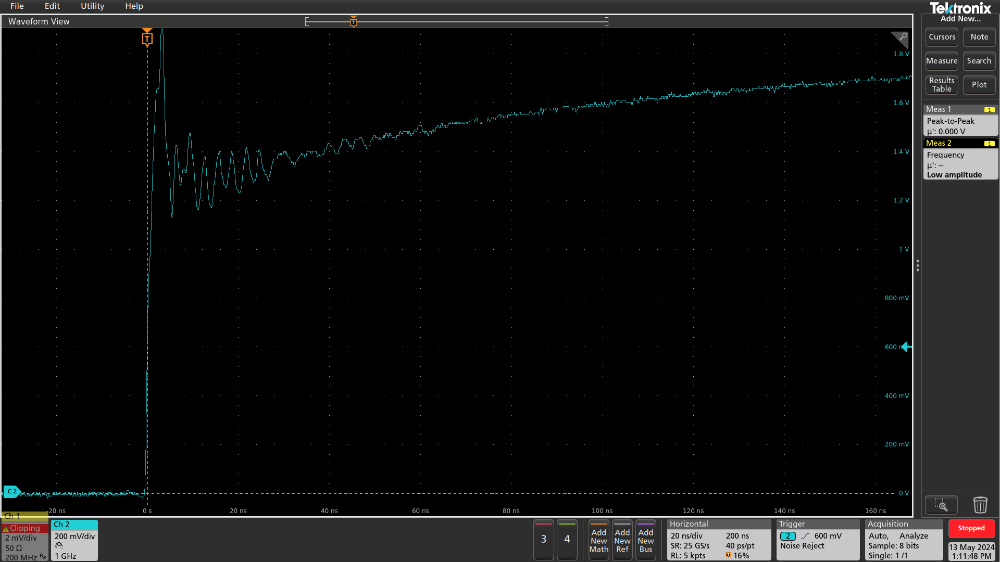 File Edit Utility Help
Tektronix
Waveform View
Add New...
T
T
Cursors Note
Measure Search
Results Table Plot
1.8 V
1.6 V
1.4 V
1.2 V
1 V
800 mV
600 m
400 mV
200 mV
0 V
Meas 1 1
Peak-to-Peak
µ': 0.000 V
Meas 2 1
Frequency
µ': --
Low amplitude
C 2
-20 ns 0 s 20 ns 40 ns 60 ns 80 ns 100 ns 120 ns 140 ns 160 ns
Ch 1
Clipping
2 mV/div
50 Ω
200 MHz Bw
Ch 2
200 mV/div
1 GHz
3
4
Add New Math
Add New Ref
Add New Bus
Horizontal
20 ns/div 200 ns
SR: 25 GS/s 40 ps/pt
RL: 5 kpts T 16%
Trigger
2 600 mV
Noise Reject
Acquisition
Auto, Analyze
Sample: 8 bits
Single: 1 /1
Stopped
13 May 2024
1:11:48 PM